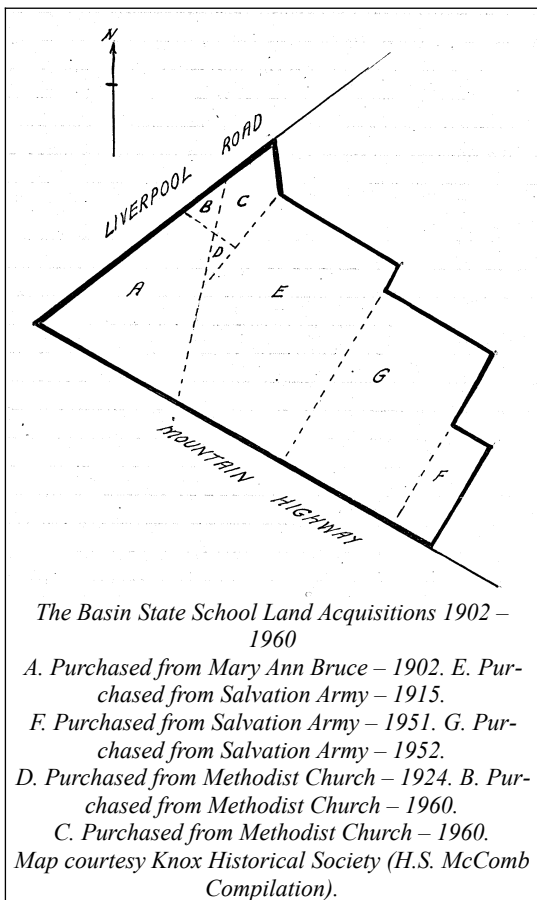 N
LIVERPOOL ROAD
B
C
D
A
E
G
F
MOUNTAIN HIGHWAY
The Basin State School Land Acquisitions 1902 –
1960
A. Purchased from Mary Ann Bruce – 1902. E. Pur-
chased from Salvation Army – 1915.
F. Purchased from Salvation Army – 1951. G. Pur-
chased from Salvation Army – 1952.
D. Purchased from Methodist Church – 1924. B. Pur-
chased from Methodist Church – 1960.
C. Purchased from Methodist Church – 1960.
Map courtesy Knox Historical Society (H.S. McComb
Compilation).